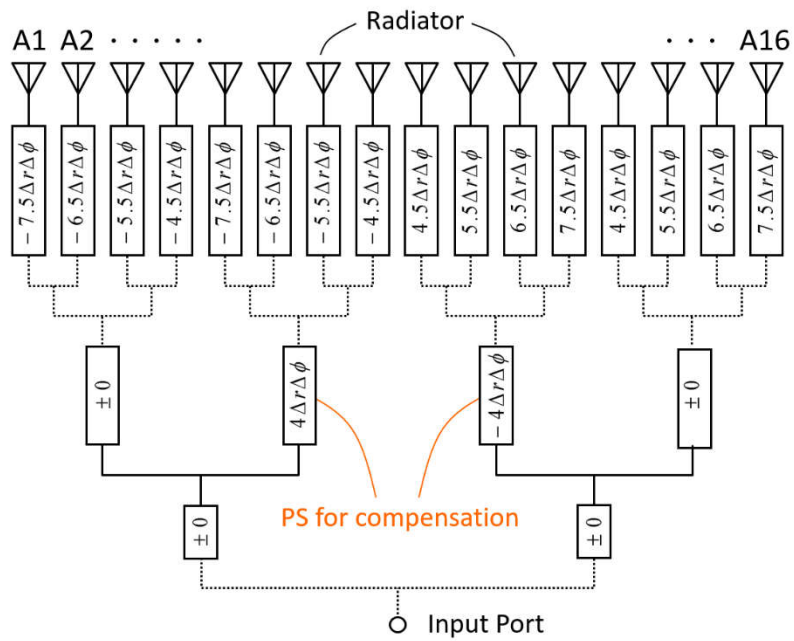 Radiator
A1 A2 · · · · · · · · A16
− 7.5ΔrΔϕ
− 6.5ΔrΔϕ
− 5.5ΔrΔϕ
− 4.5ΔrΔϕ
− 7.5ΔrΔϕ
− 6.5ΔrΔϕ
− 5.5ΔrΔϕ
− 4.5ΔrΔϕ
4.5ΔrΔϕ
5.5ΔrΔϕ
6.5ΔrΔϕ
7.5ΔrΔϕ
4.5ΔrΔϕ
5.5ΔrΔϕ
6.5ΔrΔϕ
7.5ΔrΔϕ
± 0
4ΔrΔϕ
− 4ΔrΔϕ
± 0
PS for compensation
± 0
± 0
Input Port